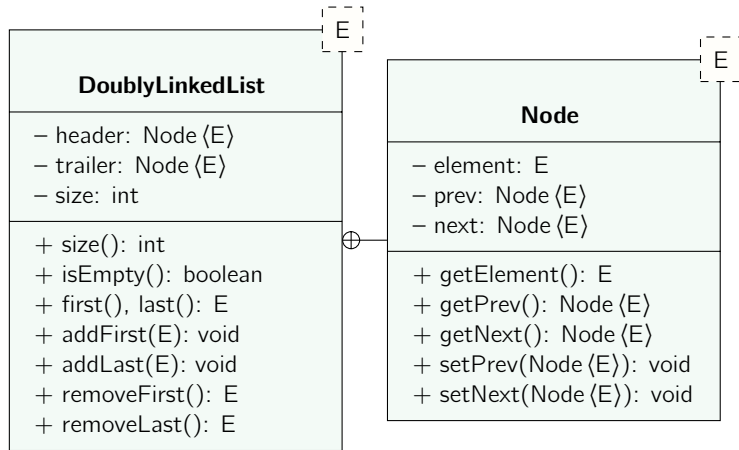 E
DoublyLinkedList
– header: Node⟨E⟩
– trailer: Node⟨E⟩
– size: int
+ size(): int
+ isEmpty(): boolean
+ first(), last(): E
+ addFirst(E): void
+ addLast(E): void
+ removeFirst(): E
+ removeLast(): E
E
Node
– element: E
– prev: Node⟨E⟩
– next: Node⟨E⟩
+ getElement(): E
+ getPrev(): Node⟨E⟩
+ getNext(): Node⟨E⟩
+ setPrev(Node⟨E⟩): void
+ setNext(Node⟨E⟩): void